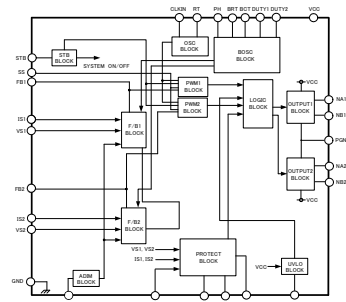 CLKIN RT PH BRT BCT DUTY1 DUTY2 VCC
OSC
BLOCK
BOSC
BLOCK
STB
STB
BLOCK
SYSTEM ON/OFF
SS
FB1
PWM1
BLOCK
PWM2
BLOCK
LOGIC
BLOCK
VCC
OUTPUT1
BLOCK
NA1
NB1
IS1
VS1
F/B1
BLOCK
PGN
OUTPUT2
BLOCK
NA2
NB2
VCC
FB2
IS2
VS2
F/B2
BLOCK
VS1, VS2
IS1, IS2
PROTECT
BLOCK
VCC
UVLO
BLOCK
GND
ADIM
BLOCK